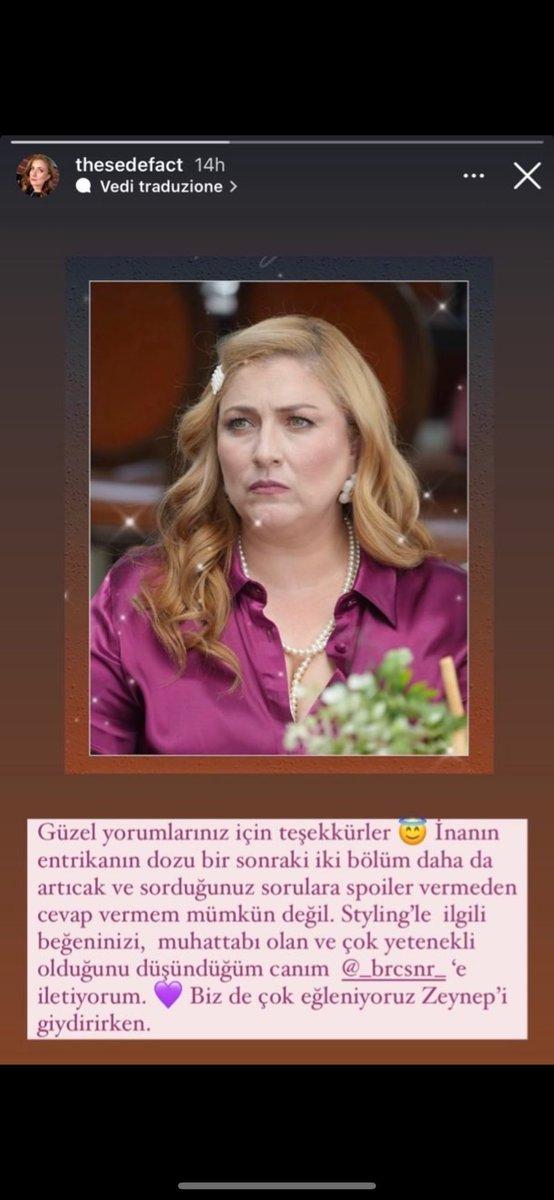 thesedefact 14h
Vedi traduzione >
Güzel yorumlarınız için teşekkürler 😇 İnanın
entrikanın dozu bir sonraki iki bölüm daha da
artıcak ve sorduğunuz sorulara spoiler vermeden
cevap vermem mümkün değil. Styling’le ilgili
beğeninizi, muhattabı olan ve çok yetenekli
olduğunu düşündüğüm canım @_brcsnr_ ‘e
iletiyorum. 💜 Biz de çok eğleniyoruz Zeynep’i
giydirirken.